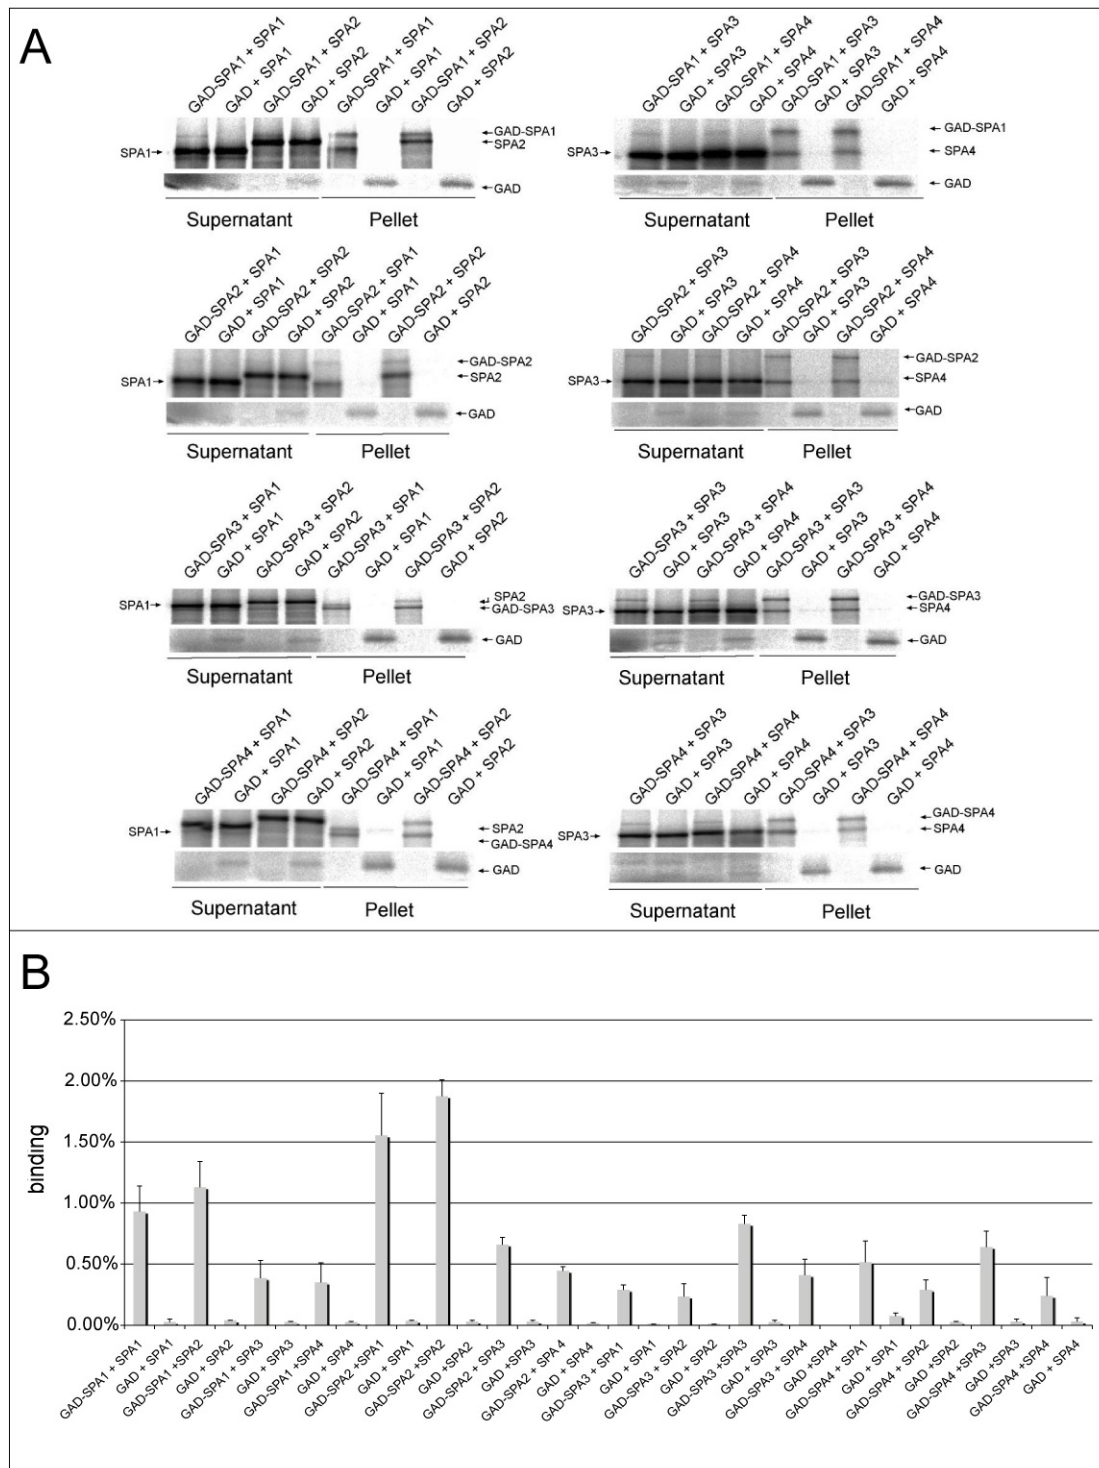 A
GAD-SPA1 + SPA1
GAD + SPA1
GAD-SPA1 + SPA2
GAD + SPA2
GAD-SPA1 + SPA1
GAD + SPA1
GAD-SPA1 + SPA2
GAD + SPA2
SPA1
GAD-SPA1
SPA2
GAD
Supernatant Pellet
GAD-SPA1 + SPA3
GAD + SPA3
GAD-SPA1 + SPA4
GAD + SPA4
GAD-SPA1 + SPA3
GAD + SPA3
GAD-SPA1 + SPA4
GAD + SPA4
SPA3
GAD-SPA1
SPA4
GAD
Supernatant Pellet
GAD-SPA2 + SPA1
GAD + SPA1
GAD-SPA2 + SPA2
GAD + SPA2
GAD-SPA2 + SPA1
GAD + SPA1
GAD-SPA2 + SPA2
GAD + SPA2
SPA1
GAD-SPA2
SPA2
GAD
Supernatant Pellet
GAD-SPA2 + SPA3
GAD + SPA3
GAD-SPA2 + SPA4
GAD + SPA4
GAD-SPA2 + SPA3
GAD + SPA3
GAD-SPA2 + SPA4
GAD + SPA4
SPA3
GAD-SPA2
SPA4
GAD
Supernatant Pellet
GAD-SPA3 + SPA1
GAD + SPA1
GAD-SPA3 + SPA2
GAD + SPA2
GAD-SPA3 + SPA1
GAD + SPA1
GAD-SPA3 + SPA2
GAD + SPA2
SPA1
SPA2
GAD-SPA3
GAD
Supernatant Pellet
GAD-SPA3 + SPA3
GAD + SPA3
GAD-SPA3 + SPA4
GAD + SPA4
GAD-SPA3 + SPA3
GAD + SPA3
GAD-SPA3 + SPA4
GAD + SPA4
SPA3
GAD-SPA3
SPA4
GAD
Supernatant Pellet
GAD-SPA4 + SPA1
GAD + SPA1
GAD-SPA4 + SPA2
GAD + SPA2
GAD-SPA4 + SPA1
GAD + SPA1
GAD-SPA4 + SPA2
GAD + SPA2
SPA1
SPA2
GAD-SPA4
GAD
Supernatant Pellet
GAD-SPA4 + SPA3
GAD + SPA3
GAD-SPA4 + SPA4
GAD + SPA4
GAD-SPA4 + SPA3
GAD + SPA3
GAD-SPA4 + SPA4
GAD + SPA4
SPA3
GAD-SPA4
SPA4
GAD
Supernatant Pellet
B
binding
2.50%
2.00%
1.50%
1.00%
0.50%
0.00%
GAD-SPA1 + SPA1
GAD + SPA1
GAD-SPA1 +SPA2
GAD + SPA2
GAD-SPA1 + SPA3
GAD + SPA3
GAD-SPA1 +SPA4
GAD + SPA4
GAD-SPA2 +SPA1
GAD + SPA1
GAD-SPA2 +SPA2
GAD + SPA2
GAD-SPA2 + SPA3
GAD +SPA3
GAD-SPA2 + SPA4
GAD + SPA4
GAD-SPA3 + SPA1
GAD + SPA1
GAD-SPA3 + SPA2
GAD + SPA2
GAD-SPA3 +SPA3
GAD + SPA3
GAD-SPA3 + SPA4
GAD + SPA4
GAD-SPA4 + SPA1
GAD + SPA1
GAD-SPA4 + SPA2
GAD + SPA2
GAD-SPA4 + SPA3
GAD + SPA3
GAD-SPA4 +SPA4
GAD + SPA4